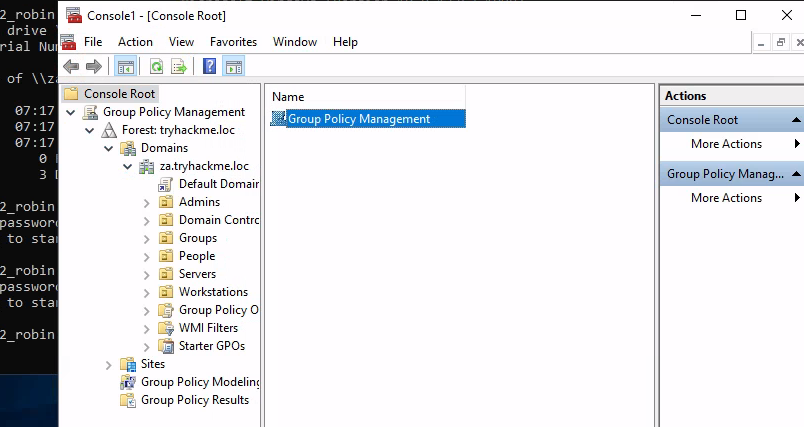 Console1 - [Console Root]
File Action View Favorites Window Help
Console Root
Group Policy Management
Forest: tryhackme.loc
Domains
za.tryhackme.loc
Default Domai
Admins
Domain Contro
Groups
People
Servers
Workstations
Group Policy O
WMI Filters
Starter GPOs
Sites
Group Policy Modeling
Group Policy Results
Name
Group Policy Management
Actions
Console Root
More Actions
Group Policy Manag...
More Actions
2_robin
drive
rial Nu
of \\za
07:17
07:17
07:17
0
3
2_robin
password
to sta
2_robin
password
to sta
2_robin